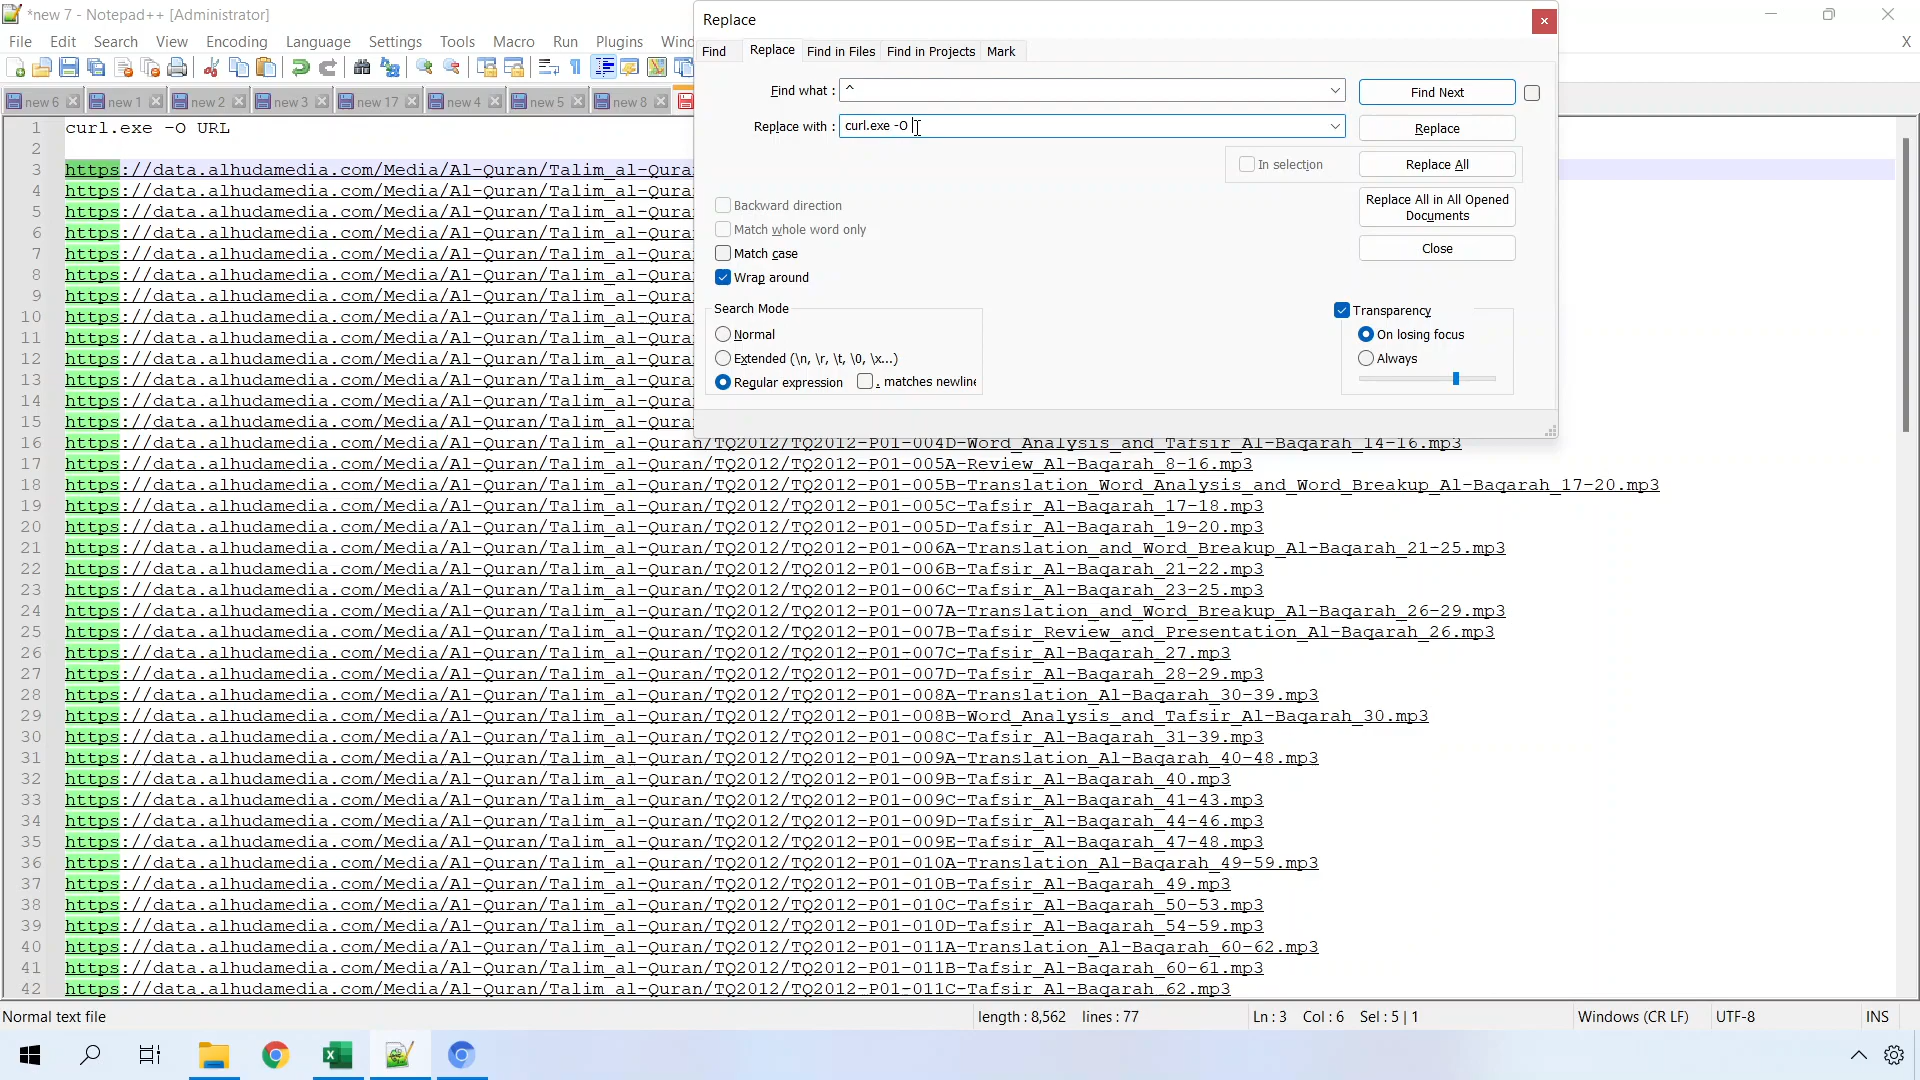 *new 7 - Notepad++ [Administrator]
File Edit Search View Encoding Language Settings Tools Macro Run Plugins Wind
X
new 6 new 1 new 2 new 3 new 17 new 4 new 5 new 8
Replace
Find Replace Find in Files Find in Projects Mark
Find what : ^
Find Next
Replace with : curl.exe -O
Replace
In selection
Replace All
Replace All in All Opened
Documents
Close
Backward direction
Match whole word only
Match case
Wrap around
Search Mode
Normal
Extended (\n, \r, \t, \0, \x...)
Regular expression
. matches newline
Transparency
On losing focus
Always
1 curl.exe -O URL
2
3 https://data.alhudamedia.com/Media/Al-Quran/Talim_al-Qura
4 https://data.alhudamedia.com/Media/Al-Quran/Talim_al-Qura
5 https://data.alhudamedia.com/Media/Al-Quran/Talim_al-Qura
6 https://data.alhudamedia.com/Media/Al-Quran/Talim_al-Qura
7 https://data.alhudamedia.com/Media/Al-Quran/Talim_al-Qura
8 https://data.alhudamedia.com/Media/Al-Quran/Talim_al-Qura
9 https://data.alhudamedia.com/Media/Al-Quran/Talim_al-Qura
10 https://data.alhudamedia.com/Media/Al-Quran/Talim_al-Qura
11 https://data.alhudamedia.com/Media/Al-Quran/Talim_al-Qura
12 https://data.alhudamedia.com/Media/Al-Quran/Talim_al-Qura
13 https://data.alhudamedia.com/Media/Al-Quran/Talim_al-Qura
14 https://data.alhudamedia.com/Media/Al-Quran/Talim_al-Qura
15 https://data.alhudamedia.com/Media/Al-Quran/Talim_al-Qura
16 https://data.alhudamedia.com/Media/Al-Quran/Talim_al-Quran/TQ2012/TQ2012-P01-004D-Word_Analysis_and_Tafsir_Al-Baqarah_14-16.mp3
17 https://data.alhudamedia.com/Media/Al-Quran/Talim_al-Quran/TQ2012/TQ2012-P01-005A-Review_Al-Baqarah_8-16.mp3
18 https://data.alhudamedia.com/Media/Al-Quran/Talim_al-Quran/TQ2012/TQ2012-P01-005B-Translation_Word_Analysis_and_Word_Breakup_Al-Baqarah_17-20.mp3
19 https://data.alhudamedia.com/Media/Al-Quran/Talim_al-Quran/TQ2012/TQ2012-P01-005C-Tafsir_Al-Baqarah_17-18.mp3
20 https://data.alhudamedia.com/Media/Al-Quran/Talim_al-Quran/TQ2012/TQ2012-P01-005D-Tafsir_Al-Baqarah_19-20.mp3
21 https://data.alhudamedia.com/Media/Al-Quran/Talim_al-Quran/TQ2012/TQ2012-P01-006A-Translation_and_Word_Breakup_Al-Baqarah_21-25.mp3
22 https://data.alhudamedia.com/Media/Al-Quran/Talim_al-Quran/TQ2012/TQ2012-P01-006B-Tafsir_Al-Baqarah_21-22.mp3
23 https://data.alhudamedia.com/Media/Al-Quran/Talim_al-Quran/TQ2012/TQ2012-P01-006C-Tafsir_Al-Baqarah_23-25.mp3
24 https://data.alhudamedia.com/Media/Al-Quran/Talim_al-Quran/TQ2012/TQ2012-P01-007A-Translation_and_Word_Breakup_Al-Baqarah_26-29.mp3
25 https://data.alhudamedia.com/Media/Al-Quran/Talim_al-Quran/TQ2012/TQ2012-P01-007B-Tafsir_Review_and_Presentation_Al-Baqarah_26.mp3
26 https://data.alhudamedia.com/Media/Al-Quran/Talim_al-Quran/TQ2012/TQ2012-P01-007C-Tafsir_Al-Baqarah_27.mp3
27 https://data.alhudamedia.com/Media/Al-Quran/Talim_al-Quran/TQ2012/TQ2012-P01-007D-Tafsir_Al-Baqarah_28-29.mp3
28 https://data.alhudamedia.com/Media/Al-Quran/Talim_al-Quran/TQ2012/TQ2012-P01-008A-Translation_Al-Baqarah_30-39.mp3
29 https://data.alhudamedia.com/Media/Al-Quran/Talim_al-Quran/TQ2012/TQ2012-P01-008B-Word_Analysis_and_Tafsir_Al-Baqarah_30.mp3
30 https://data.alhudamedia.com/Media/Al-Quran/Talim_al-Quran/TQ2012/TQ2012-P01-008C-Tafsir_Al-Baqarah_31-39.mp3
31 https://data.alhudamedia.com/Media/Al-Quran/Talim_al-Quran/TQ2012/TQ2012-P01-009A-Translation_Al-Baqarah_40-48.mp3
32 https://data.alhudamedia.com/Media/Al-Quran/Talim_al-Quran/TQ2012/TQ2012-P01-009B-Tafsir_Al-Baqarah_40.mp3
33 https://data.alhudamedia.com/Media/Al-Quran/Talim_al-Quran/TQ2012/TQ2012-P01-009C-Tafsir_Al-Baqarah_41-43.mp3
34 https://data.alhudamedia.com/Media/Al-Quran/Talim_al-Quran/TQ2012/TQ2012-P01-009D-Tafsir_Al-Baqarah_44-46.mp3
35 https://data.alhudamedia.com/Media/Al-Quran/Talim_al-Quran/TQ2012/TQ2012-P01-009E-Tafsir_Al-Baqarah_47-48.mp3
36 https://data.alhudamedia.com/Media/Al-Quran/Talim_al-Quran/TQ2012/TQ2012-P01-010A-Translation_Al-Baqarah_49-59.mp3
37 https://data.alhudamedia.com/Media/Al-Quran/Talim_al-Quran/TQ2012/TQ2012-P01-010B-Tafsir_Al-Baqarah_49.mp3
38 https://data.alhudamedia.com/Media/Al-Quran/Talim_al-Quran/TQ2012/TQ2012-P01-010C-Tafsir_Al-Baqarah_50-53.mp3
39 https://data.alhudamedia.com/Media/Al-Quran/Talim_al-Quran/TQ2012/TQ2012-P01-010D-Tafsir_Al-Baqarah_54-59.mp3
40 https://data.alhudamedia.com/Media/Al-Quran/Talim_al-Quran/TQ2012/TQ2012-P01-011A-Translation_Al-Baqarah_60-62.mp3
41 https://data.alhudamedia.com/Media/Al-Quran/Talim_al-Quran/TQ2012/TQ2012-P01-011B-Tafsir_Al-Baqarah_60-61.mp3
42 https://data.alhudamedia.com/Media/Al-Quran/Talim_al-Quran/TQ2012/TQ2012-P01-011C-Tafsir_Al-Baqarah_62.mp3
Normal text file length : 8,562 lines : 77 Ln : 3 Col : 6 Sel : 5 | 1 Windows (CR LF) UTF-8 INS